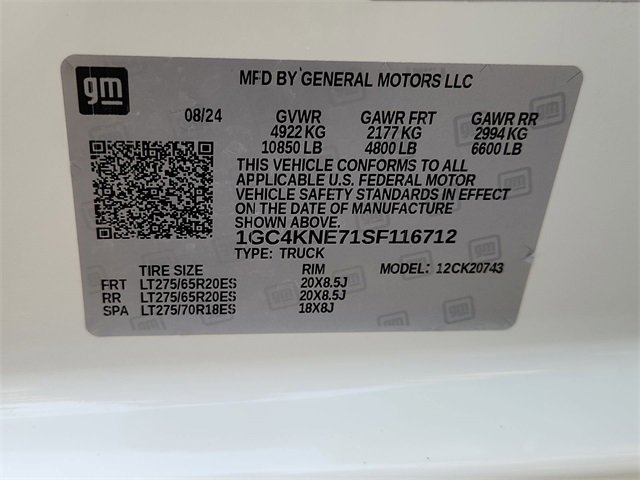 gm
MFD BY GENERAL MOTORS LLC
08/24 GVWR GAWR FRT GAWR RR
4922 KG 2177 KG 2994 KG
10850 LB 4800 LB 6600 LB
THIS VEHICLE CONFORMS TO ALL
APPLICABLE U.S. FEDERAL MOTOR
VEHICLE SAFETY STANDARDS IN EFFECT
ON THE DATE OF MANUFACTURE
SHOWN ABOVE.
1GC4KNE71SF116712
TYPE: TRUCK
TIRE SIZE RIM MODEL: 12CK20743
FRT LT275/65R20ES 20X8.5J
RR LT275/65R20ES 20X8.5J
SPA LT275/70R18ES 18X8J